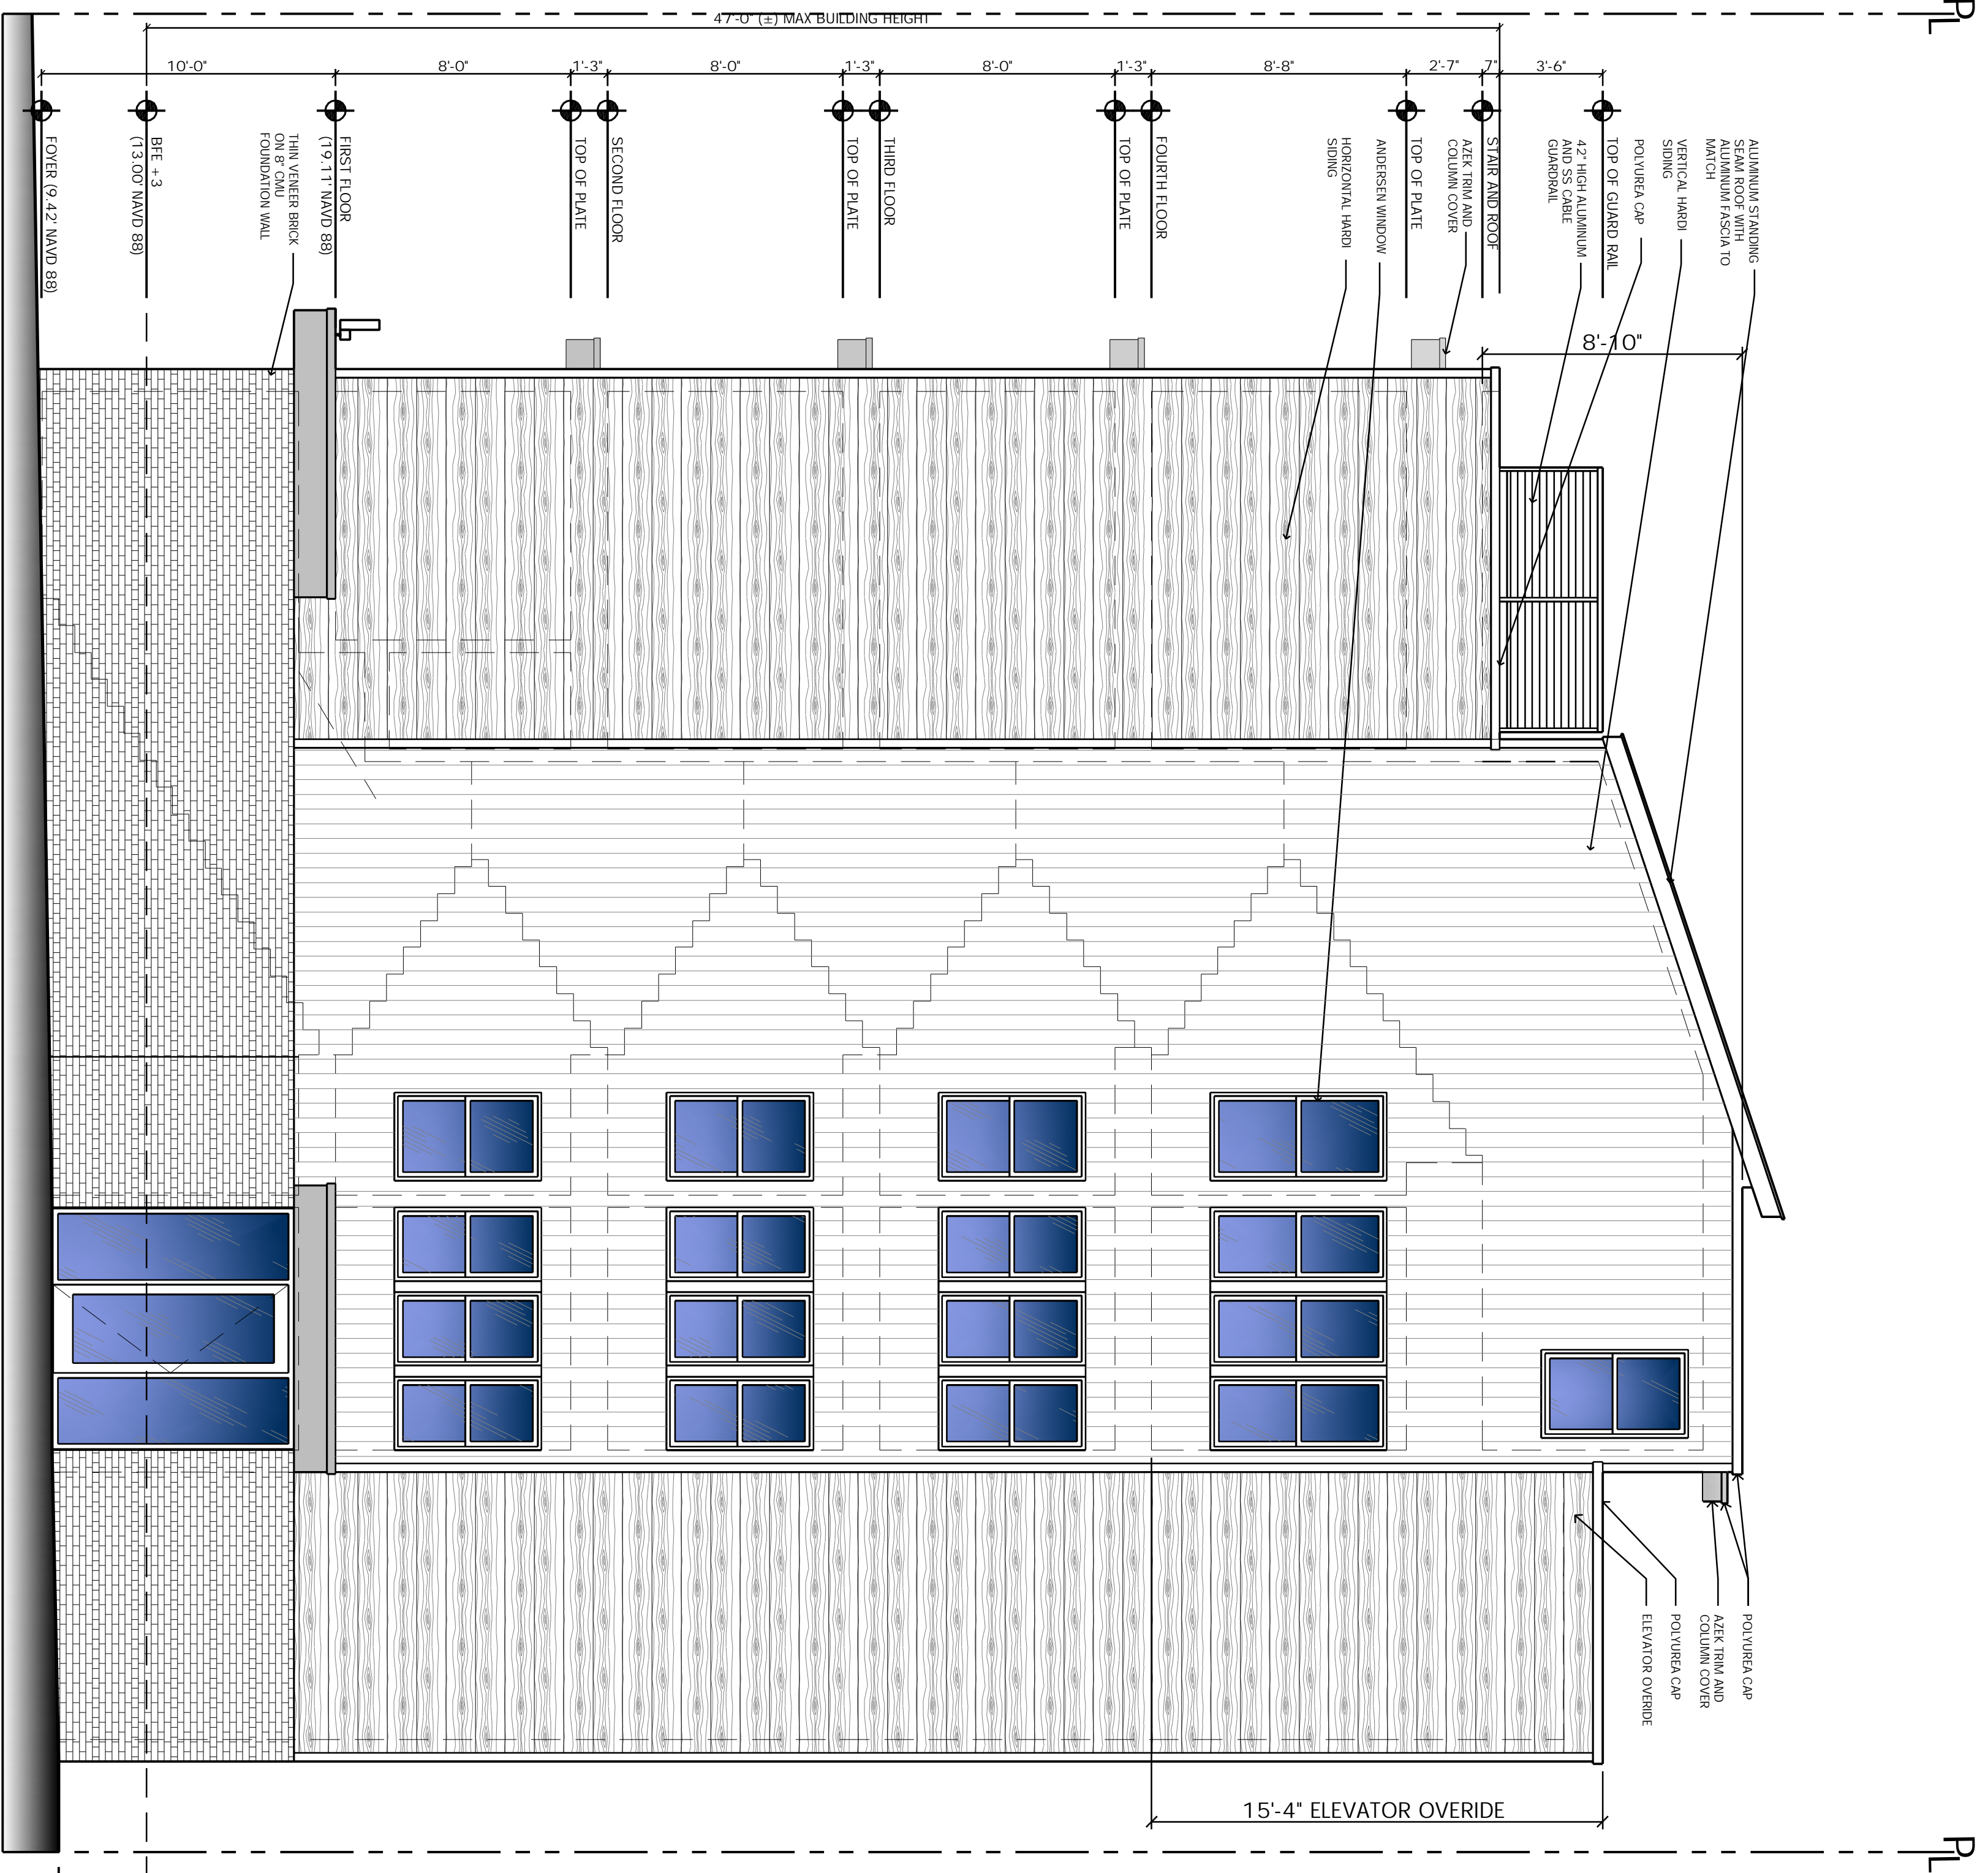 PL
PL
47'-0" (±) MAX BUILDING HEIGHT
10'-0"
8'-0"
1'-3"
8'-0"
1'-3"
8'-0"
1'-3"
8'-8"
2'-7"
7"
3'-6"
FOYER (9.42' NAVD 88)
BFE +3
(13.00' NAVD 88)
THIN VENEER BRICK
ON 8" CMU
FOUNDATION WALL
FIRST FLOOR
(19.11' NAVD 88)
TOP OF PLATE
SECOND FLOOR
TOP OF PLATE
THIRD FLOOR
TOP OF PLATE
FOURTH FLOOR
HORIZONTAL HARDI
SIDING
ANDERSEN WINDOW
TOP OF PLATE
AZEK TRIM AND
COLUMN COVER
STAIR AND ROOF
42" HIGH ALUMINUM
AND SS CABLE
GUARDRAIL
TOP OF GUARD RAIL
POLYUREA CAP
VERTICAL HARDI
SIDING
ALUMINUM STANDING
SEAM ROOF WITH
ALUMINUM FASCIA TO
MATCH
8'-10"
ELEVATOR OVERIDE
POLYUREA CAP
AZEK TRIM AND
COLUMN COVER
POLYUREA CAP
15'-4" ELEVATOR OVERIDE